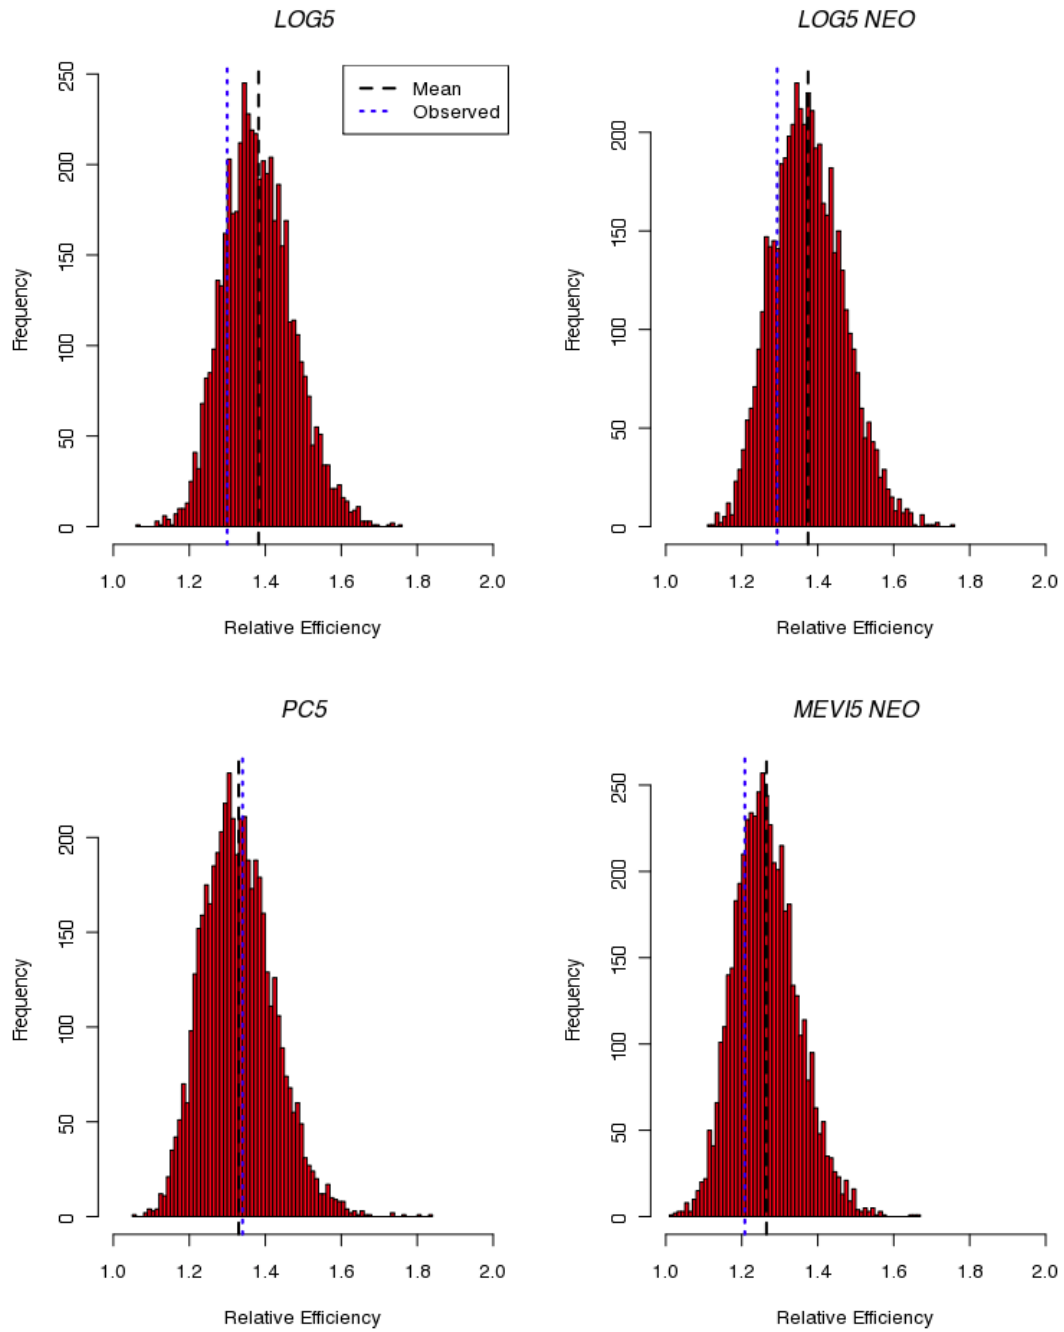 LOG5
Mean
Observed
Frequency
0 50 100 150 200 250
1.0 1.2 1.4 1.6 1.8 2.0
Relative Efficiency
LOG5 NEO
Frequency
0 50 100 150 200
1.0 1.2 1.4 1.6 1.8 2.0
Relative Efficiency
PC5
Frequency
0 50 100 150 200
1.0 1.2 1.4 1.6 1.8 2.0
Relative Efficiency
MEVI5 NEO
Frequency
0 50 100 150 200 250
1.0 1.2 1.4 1.6 1.8 2.0
Relative Efficiency